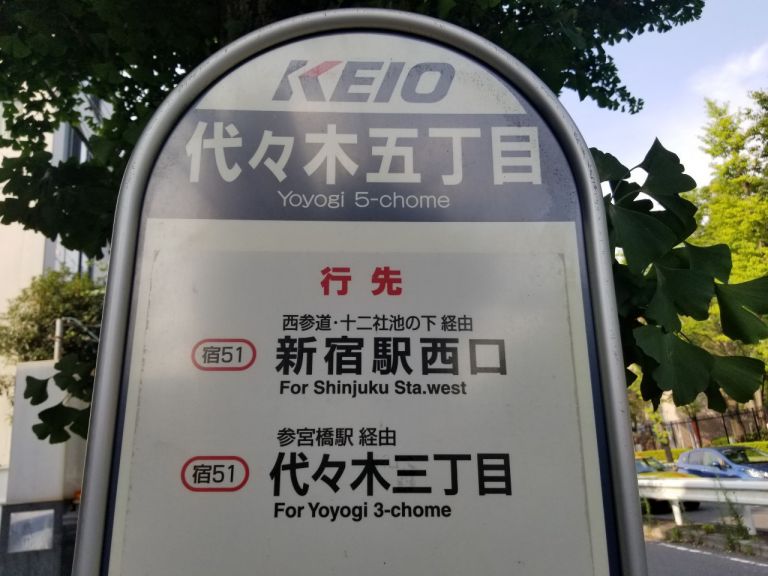 KEIO
代々木五丁目
Yoyogi 5-chome
行先
西参道・十二社池の下 経由
宿51 新宿駅西口
For Shinjuku Sta.west
参宮橋駅 経由
宿51 代々木三丁目
For Yoyogi 3-chome